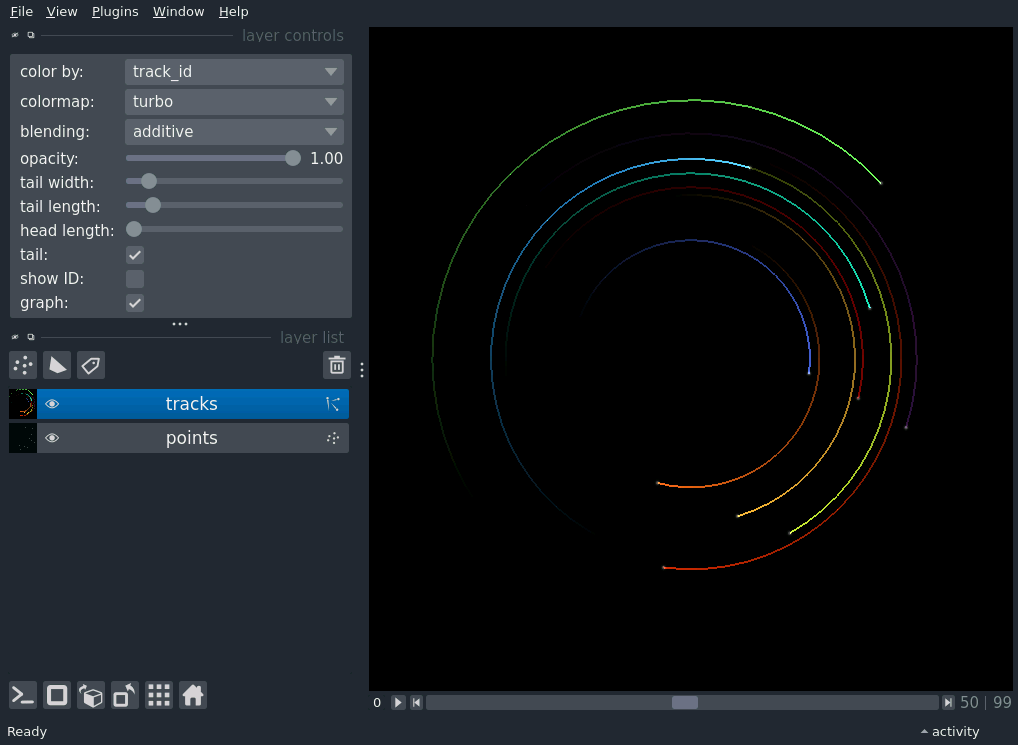 File View Plugins Window Help
layer controls
color by: track_id
colormap: turbo
blending: additive
opacity: 1.00
tail width:
tail length:
head length:
tail:
show ID:
graph:
layer list
tracks
points
0 50 | 99
Ready activity